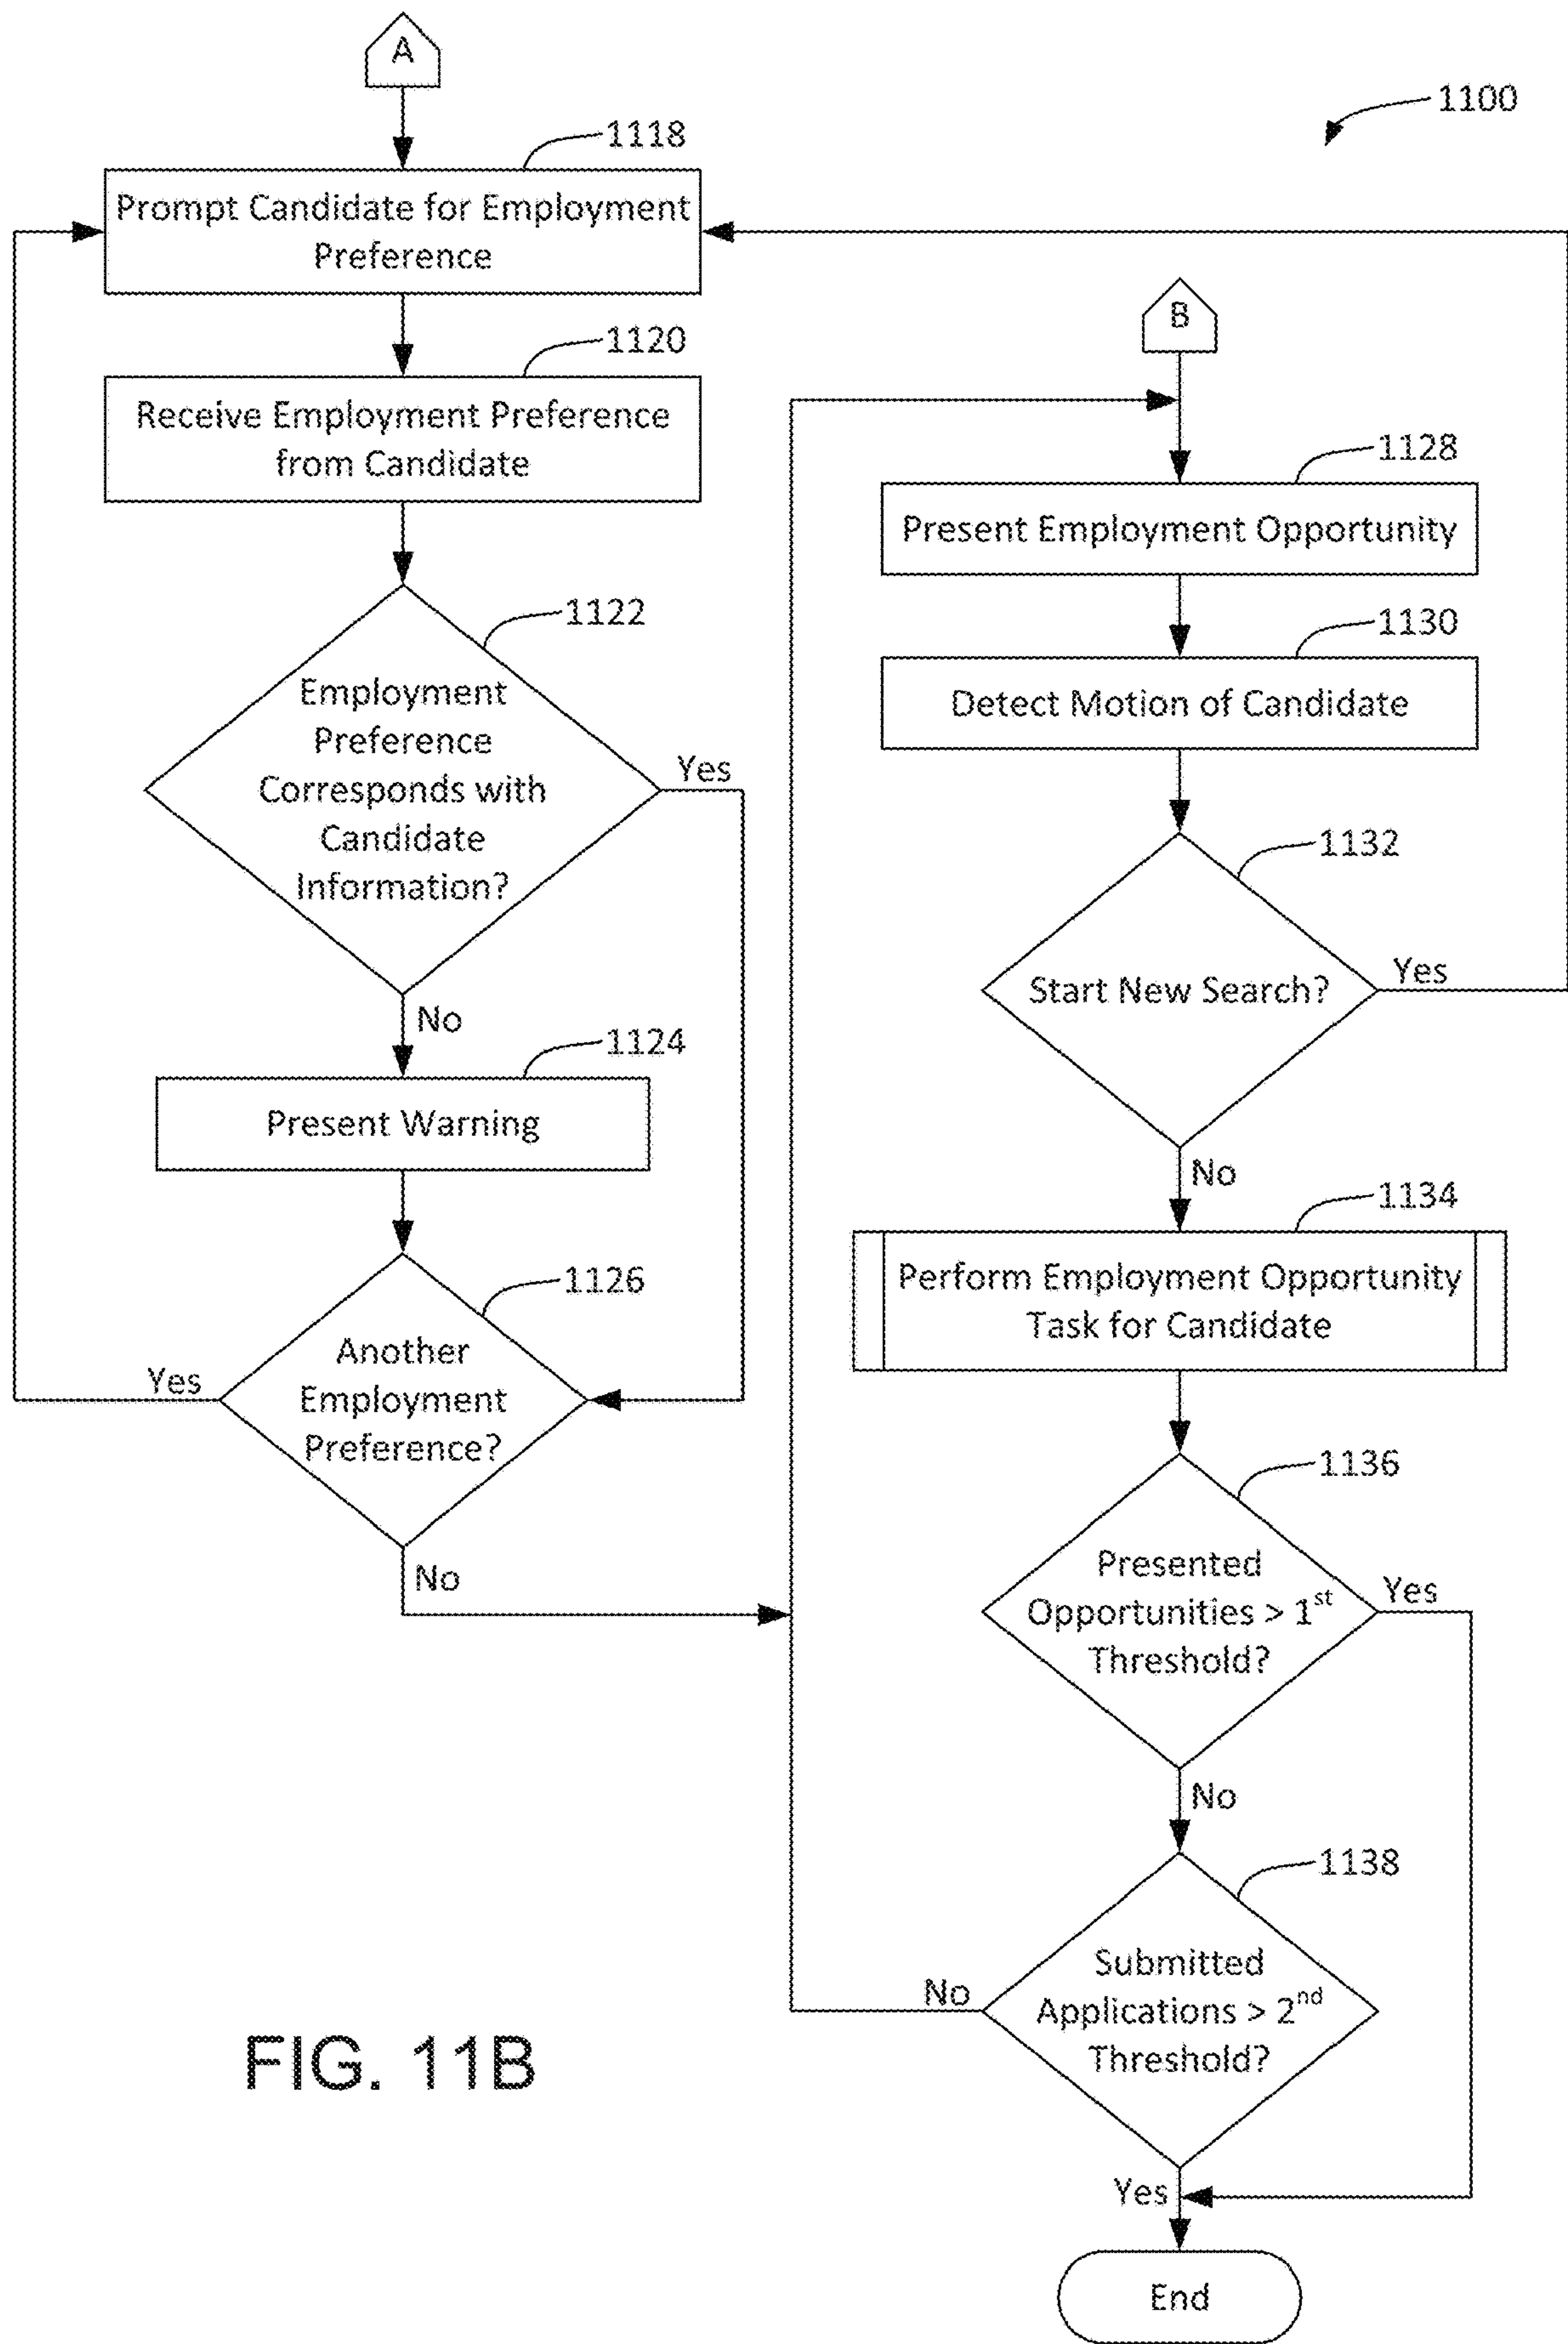 A
1100
1118
Prompt Candidate for Employment
Preference
1120
Receive Employment Preference
from Candidate
1122
Employment
Preference
Corresponds with
Candidate
Information?
Yes
No
1124
Present Warning
1126
Another
Employment
Preference?
Yes
No
B
1128
Present Employment Opportunity
1130
Detect Motion of Candidate
1132
Start New Search?
Yes
No
1134
Perform Employment Opportunity
Task for Candidate
1136
Presented
Opportunities > 1st
Threshold?
Yes
No
1138
Submitted
Applications > 2nd
Threshold?
No
Yes
End
FIG. 11B